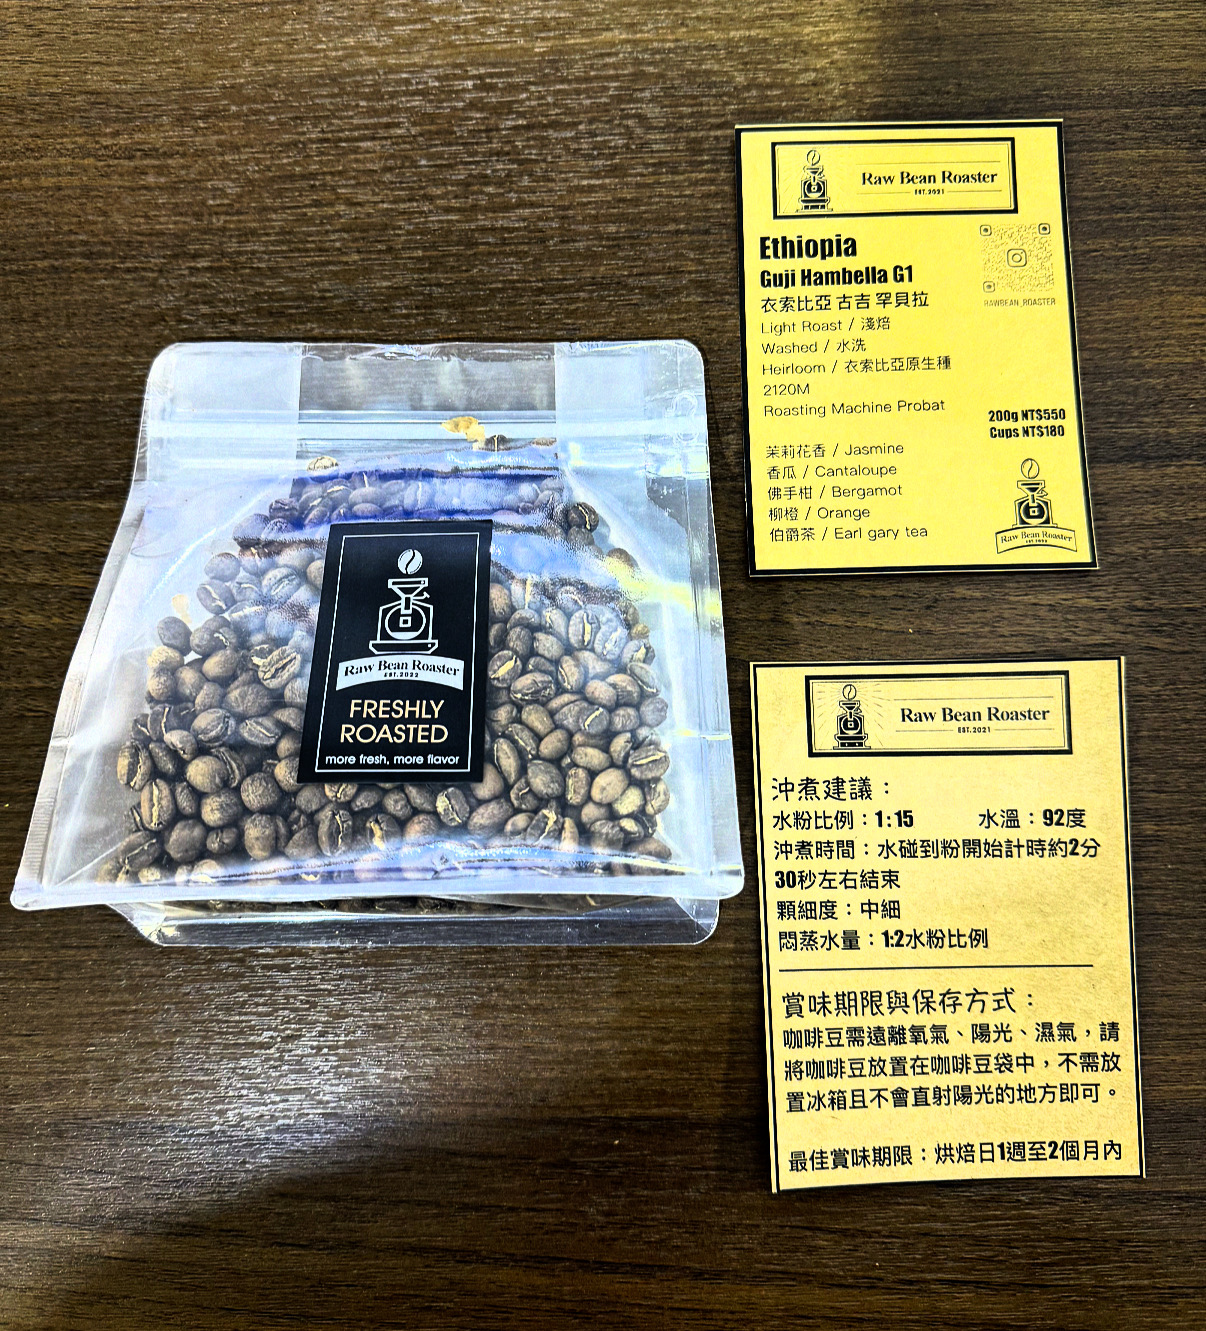 Raw Bean Roaster
EST.2022
FRESHLY
ROASTED
more fresh, more flavor
Raw Bean Roaster
EST.2021
Ethiopia
Guji Hambella G1
衣索比亞 古吉 罕貝拉
Light Roast / 淺焙
Washed / 水洗
Heirloom / 衣索比亞原生種
2120M
Roasting Machine Probat
RAWBEAN_ROASTER
200g NT$550
Cups NT$180
茉莉花香 / Jasmine
香瓜 / Cantaloupe
佛手柑 / Bergamot
柳橙 / Orange
伯爵茶 / Earl gary tea
Raw Bean Roaster
EST.2022
Raw Bean Roaster
EST.2021
沖煮建議：
水粉比例：1:15 水溫：92度
沖煮時間：水碰到粉開始計時約2分
30秒左右結束
顆細度：中細
悶蒸水量：1:2水粉比例
賞味期限與保存方式：
咖啡豆需遠離氧氣、陽光、濕氣，請
將咖啡豆放置在咖啡豆袋中，不需放
置冰箱且不會直射陽光的地方即可。
最佳賞味期限：烘焙日1週至2個月內